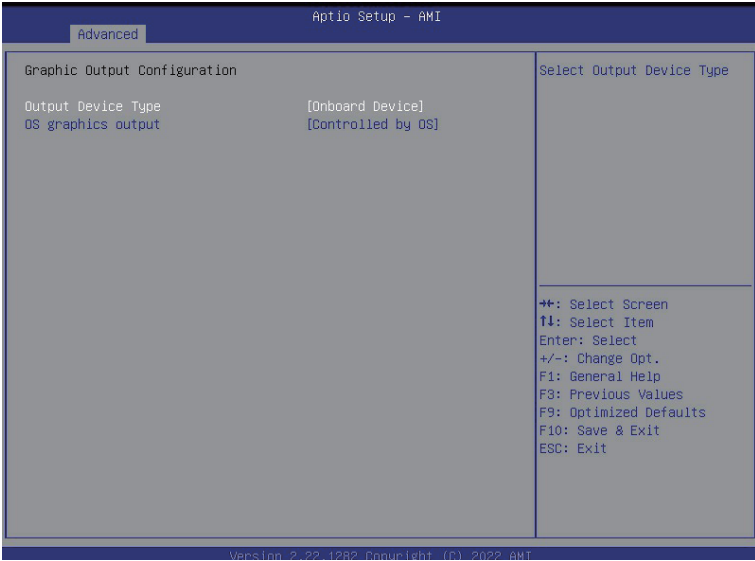 Aptio Setup – AMI
Advanced
Graphic Output Configuration
Output Device Type [Onboard Device]
OS graphics output [Controlled by OS]
Select Output Device Type
→←: Select Screen
↑↓: Select Item
Enter: Select
+/-: Change Opt.
F1: General Help
F3: Previous Values
F9: Optimized Defaults
F10: Save & Exit
ESC: Exit
Version 2.22.1282 Copyright (C) 2022 AMI